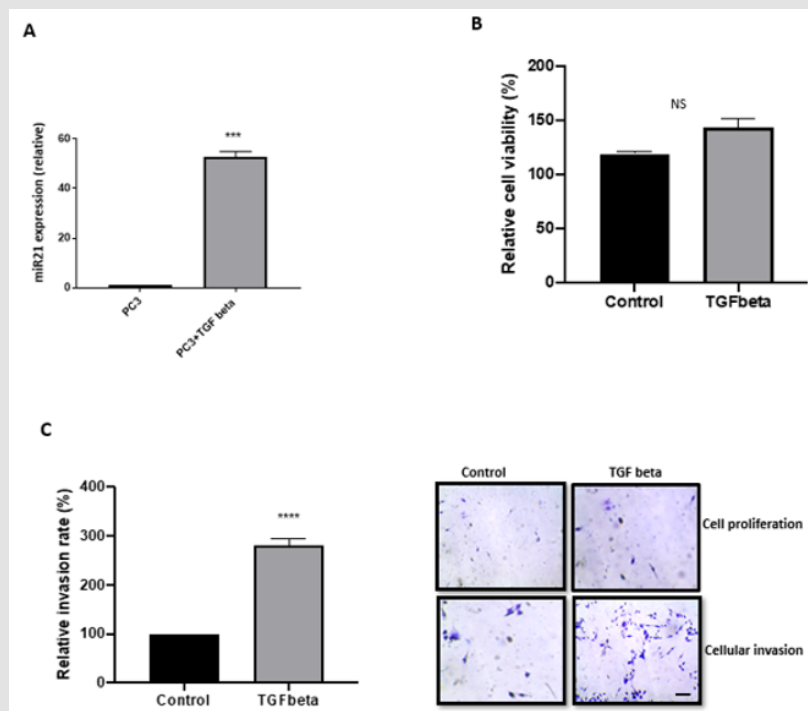 A
miR21 expression (relative)
60
40
20
0
***
PC3
PC3+TGF beta
B
Relative cell viability (%)
200
150
100
50
0
NS
Control
TGFbeta
C
Relative invasion rate (%)
400
300
200
100
0
****
Control
TGFbeta
Control
TGF beta
Cell proliferation
Cellular invasion